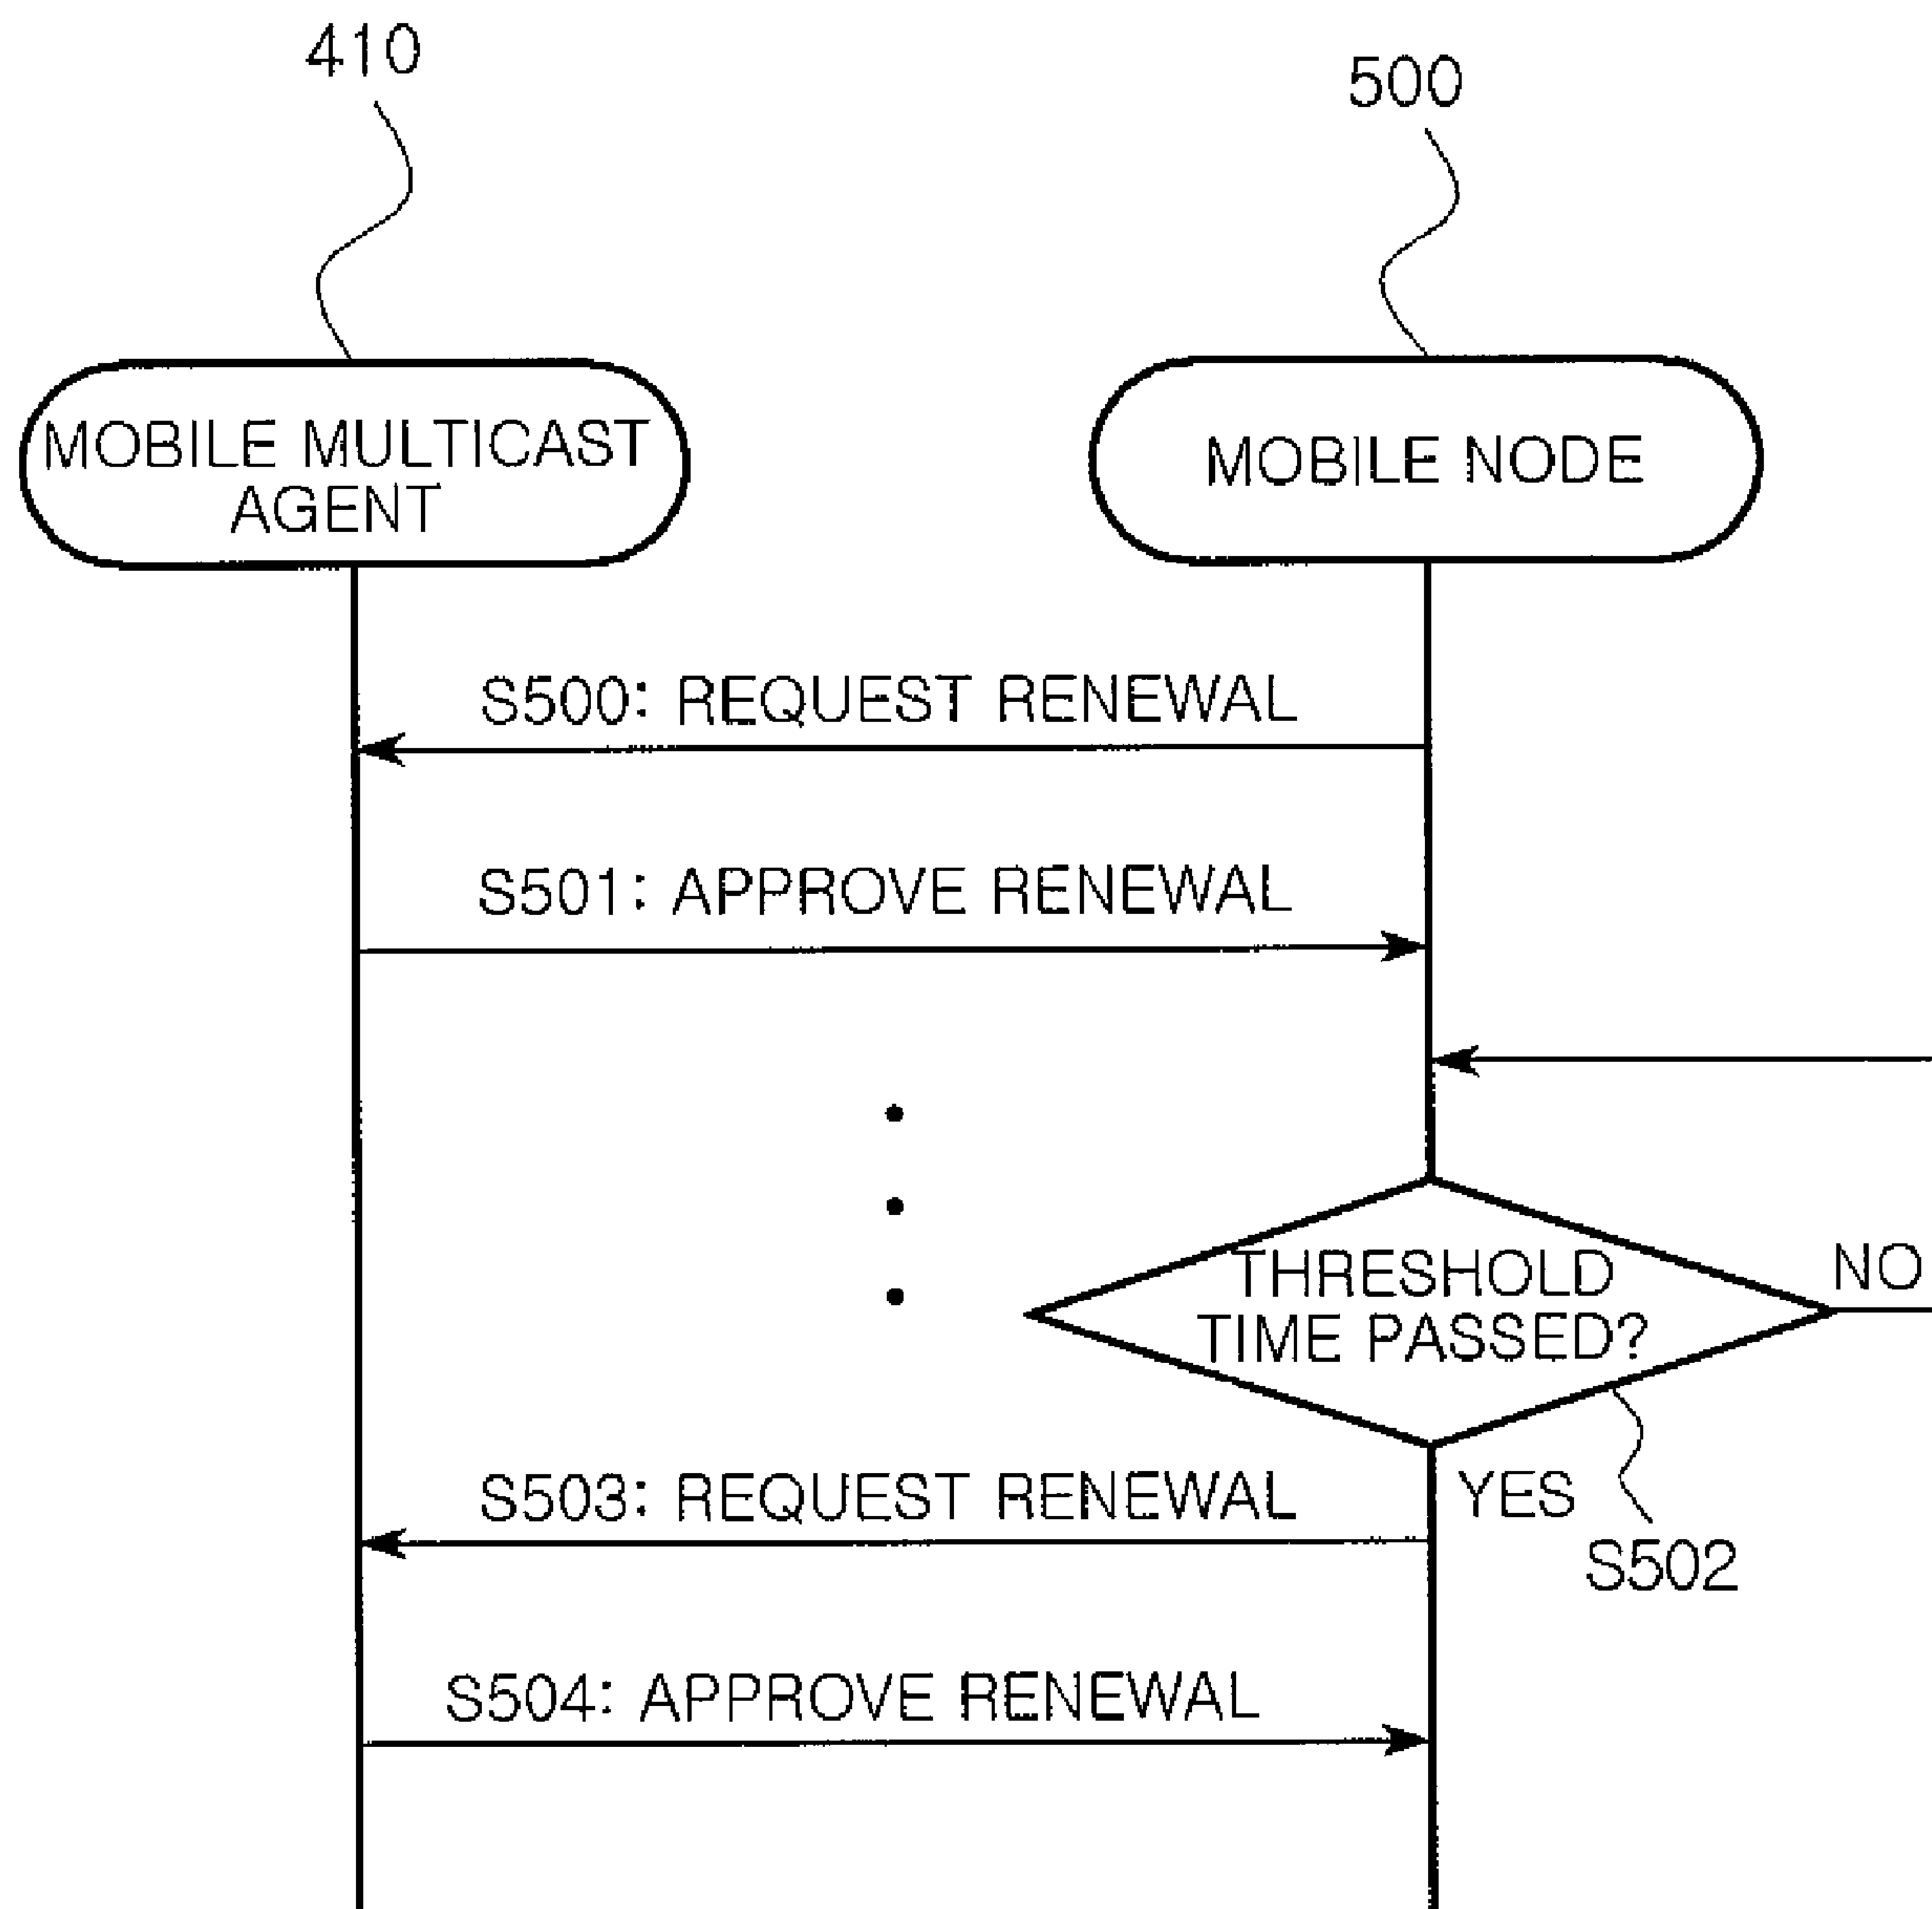 410
500
MOBILE MULTICAST
AGENT
MOBILE NODE
S500: REQUEST RENEWAL
S501: APPROVE RENEWAL
THRESHOLD
TIME PASSED?
NO
S503: REQUEST RENEWAL
YES
S502
S504: APPROVE RENEWAL